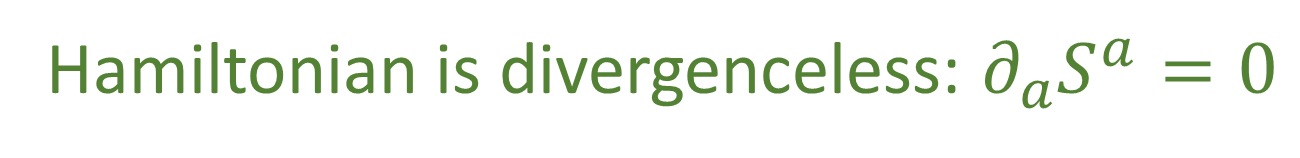 Hamiltonian is divergenceless: ∂ₐSᵃ = 0